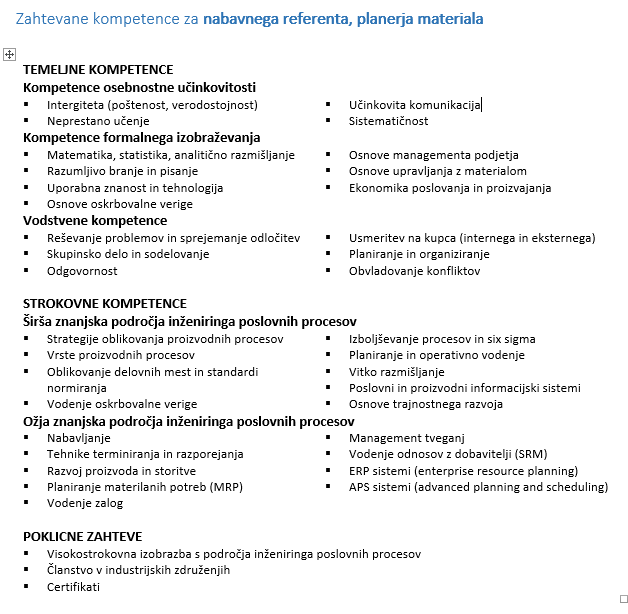 Zahtevane kompetence za nabavnega referenta, planerja materiala
TEMELJNE KOMPETENCE
Kompetence osebnostne učinkovitosti
▪ Intergiteta (poštenost, verodostojnost)
▪ Neprestano učenje
▪ Učinkovita komunikacija
▪ Sistematičnost
Kompetence formalnega izobraževanja
▪ Matematika, statistika, analitično razmišljanje
▪ Razumljivo branje in pisanje
▪ Uporabna znanost in tehnologija
▪ Osnove oskrbovalne verige
▪ Osnove managementa podjetja
▪ Osnove upravljanja z materialom
▪ Ekonomika poslovanja in proizvajanja
Vodstvene kompetence
▪ Reševanje problemov in sprejemanje odločitev
▪ Skupinsko delo in sodelovanje
▪ Odgovornost
▪ Usmeritev na kupca (internega in eksternega)
▪ Planiranje in organiziranje
▪ Obvladovanje konfliktov
STROKOVNE KOMPETENCE
Širša znanjska področja inženiringa poslovnih procesov
▪ Strategije oblikovanja proizvodnih procesov
▪ Vrste proizvodnih procesov
▪ Oblikovanje delovnih mest in standardi
normiranja
▪ Vodenje oskrbovalne verige
▪ Izboljševanje procesov in six sigma
▪ Planiranje in operativno vodenje
▪ Vitko razmišljanje
▪ Poslovni in proizvodni informacijski sistemi
▪ Osnove trajnostnega razvoja
Ožja znanjska področja inženiringa poslovnih procesov
▪ Nabavljanje
▪ Tehnike terminiranja in razporejanja
▪ Razvoj proizvoda in storitve
▪ Planiranje materilanih potreb (MRP)
▪ Vodenje zalog
▪ Management tveganj
▪ Vodenje odnosov z dobavitelji (SRM)
▪ ERP sistemi (enterprise resource planning)
▪ APS sistemi (advanced planning and scheduling)
POKLICNE ZAHTEVE
▪ Visokostrokovna izobrazba s področja inženiringa poslovnih procesov
▪ Članstvo v industrijskih združenjih
▪ Certifikati